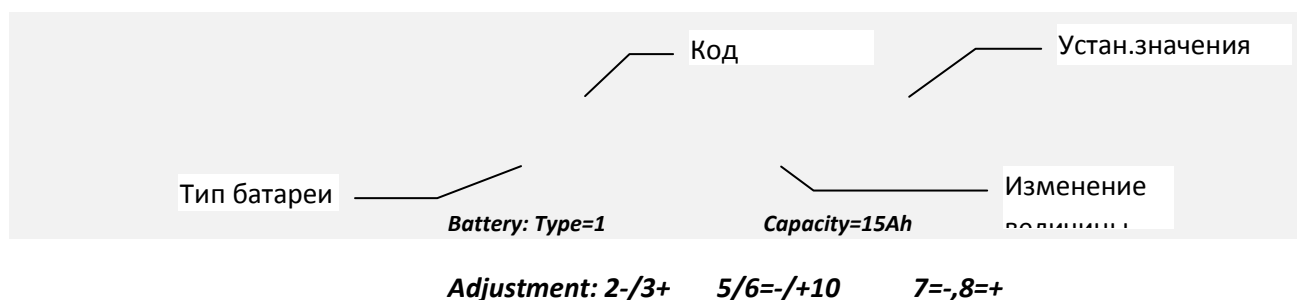 Код
Устан.значения
Тип батареи
Изменение
величины
Battery: Type=1 Capacity=15Ah
Adjustment: 2-/3+ 5/6=-/+10 7=-,8=+